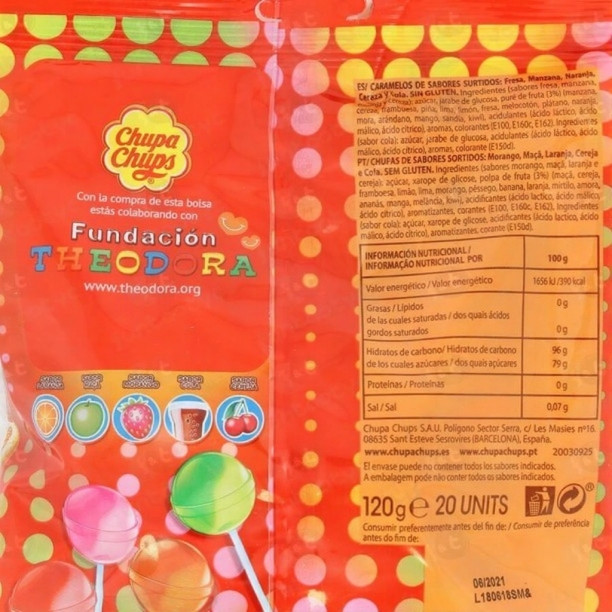 Chupa
Chups
Con la compra de esta bolsa
estás colaborando con
Fundación
THEODORA
www.theodora.org
ES/ CARAMELOS DE SABORES SURTIDOS: Fresa, Manzana, Naranja,
Cereza y Kola. SIN GLUTEN. Ingredientes (sabores fresa, manzana,
azúcar, jarabe de glucosa, puré de fruta (3%) (manzana,
cereza, frambuesa, piña, lima, limón, fresa, melocotón, plátano, naranja,
mora, arándano, mango, sandía, kiwi), acidulantes (ácido láctico, ácido
málico, ácido cítrico), aromas, colorantes (E100, E160c, E162). Ingredientes
(sabor cola): azúcar, jarabe de glucosa, acidulantes (ácido láctico, ácido
málico, ácido cítrico), aromas, colorante (E150d).
PT/ CHUFAS DE SABORES SORTIDOS: Morango, Maçã, Laranja, Cereja
e Cola. SEM GLUTEN. Ingredientes (sabores morango, maçã, laranja e
cereja): açúcar, xarope de glicose, polpa de fruta (3%) (maçã, cereja,
framboesa, limão, lima, morango, pêssego, banana, laranja, mirtilo, amora,
ananás, manga, melancia, kiwi), acidificantes (ácido láctico, ácido málico,
ácido cítrico), aromatizantes, corantes (E100, E160c, E162). Ingredientes
(sabor cola): açúcar, xarope de glicose, acidificantes (ácido láctico, ácido
málico, ácido cítrico), aromatizantes, corante (E150d).
INFORMACIÓN NUTRICIONAL /
INFORMAÇÃO NUTRICIONAL POR 100 g
Valor energético / Valor energético 1656 kJ /390 kcal
Grasas / Lípidos 0 g
de las cuales saturadas / dos quais ácidos
gordos saturados 0 g
Hidratos de carbono/ Hidratos de carbono 96 g
de los cuales azúcares / dos quais açúcares 79 g
Proteínas / Proteínas 0 g
Sal / Sal 0,07 g
Chupa Chups S.A.U. Polígono Sector Serra, c/ Les Masies nº16.
08635 Sant Esteve Sesrovires (BARCELONA), España.
www.chupachups.es www.chupachups.pt 20030925
El envase puede no contener todos los sabores indicados.
A embalagem pode não conter todos os sabores indicados.
120g e 20 UNITS
Consumir preferentemente antes del fin de: / Consumir de preferência
antes do fim de:
06/2021
L180618SM&